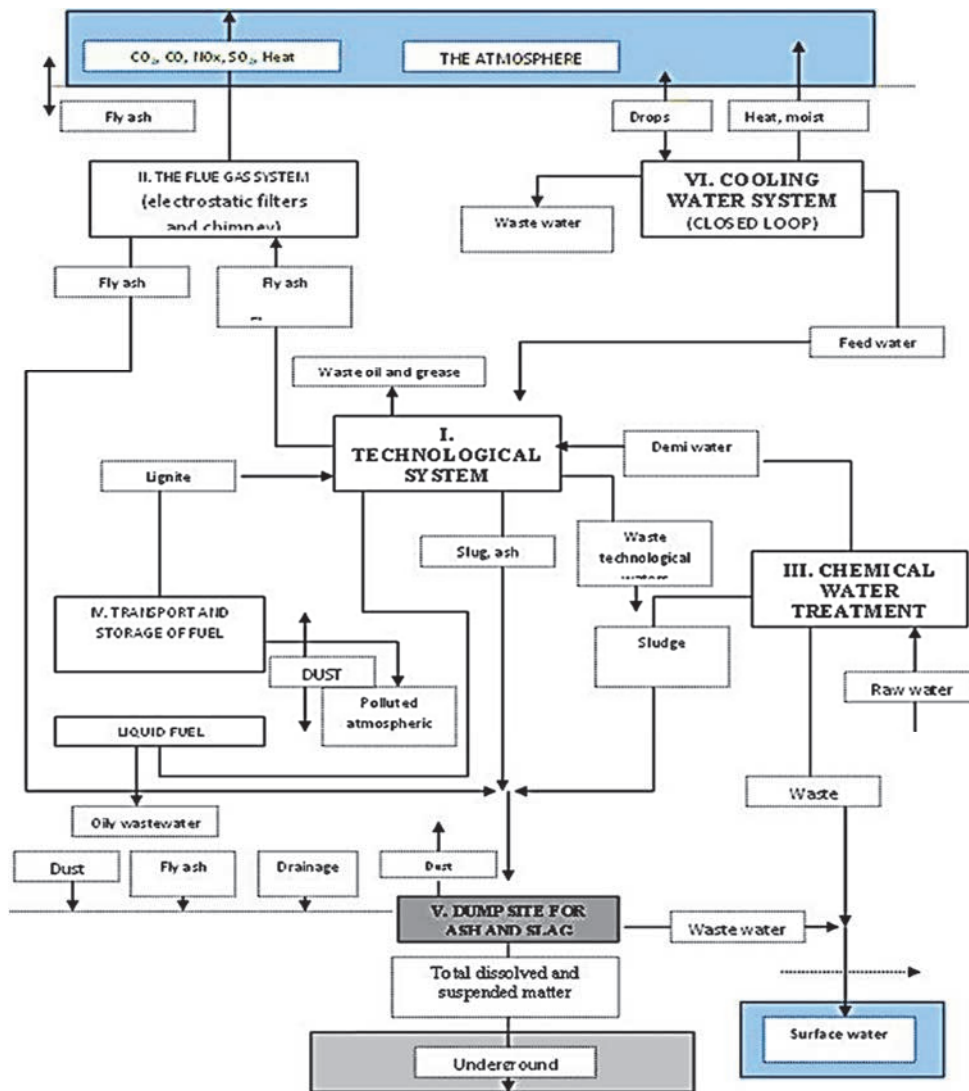 CO₂, CO, NOx, SO₂, Heat
THE ATMOSPHERE
Fly ash
Drops
Heat, moist
II. THE FLUE GAS SYSTEM
(electrostatic filters
and chimney)
VI. COOLING
WATER SYSTEM
(CLOSED LOOP)
Waste water
Fly ash
Fly ash
Feed water
Waste oil and grease
I.
TECHNOLOGICAL
SYSTEM
Demi water
Lignite
Slug, ash
Waste
technological
waters
III. CHEMICAL
WATER
TREATMENT
IV. TRANSPORT AND
STORAGE OF FUEL
Sludge
DUST
Polluted
atmospheric
Raw water
LIQUID FUEL
Waste
Oily wastewater
Dust
Fly ash
Drainage
Dust
V. DUMP SITE FOR
ASH AND SLAG
Waste water
Total dissolved and
suspended matter
Surface water
Underground